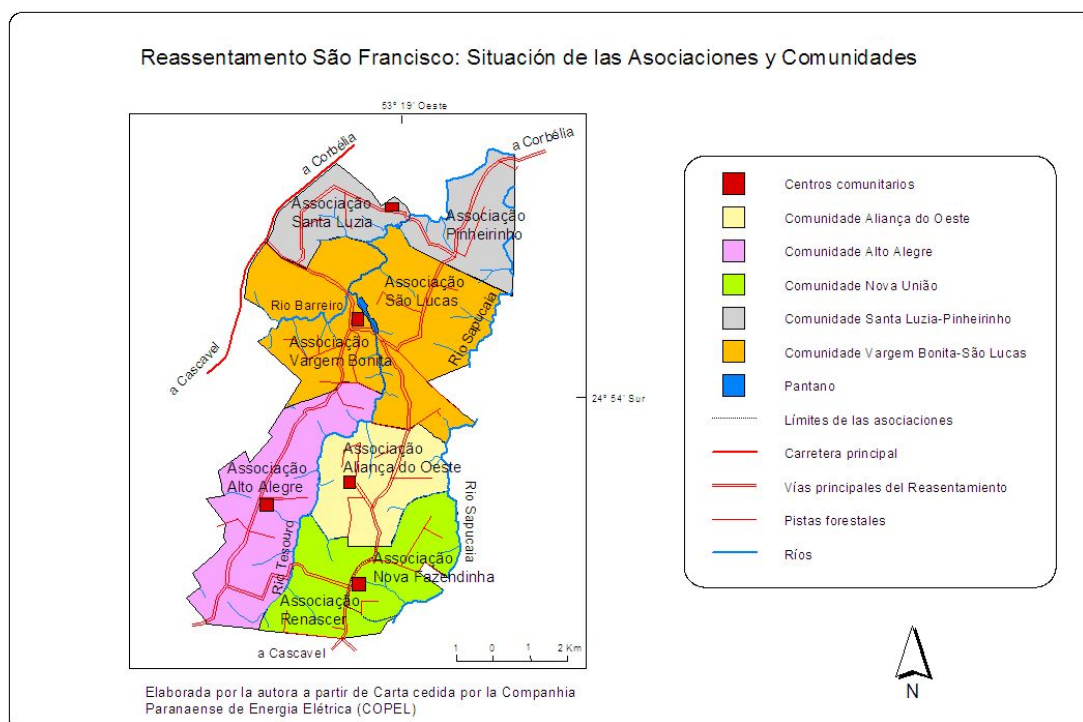 Reassentamento São Francisco: Situación de las Asociaciones y Comunidades
53° 19' Oeste
a Corbélia
a Corbélia
Associação
Santa Luzia
Associação
Pinheirinho
Associação
São Lucas
Rio Barreiro
Associação
Vargem Bonita
Rio Sapucaia
a Cascavel
24° 54' Sur
Associação
Aliança do Oeste
Associação
Alto Alegre
Rio Sapucaia
Rio Tesouro
Associação
Nova Fazendinha
Associação
Renascer
a Cascavel
1 0 1 2 Km
Elaborada por la autora a partir de Carta cedida por la Companhia
Paranaense de Energia Elétrica (COPEL)
Centros comunitarios
Comunidade Aliança do Oeste
Comunidade Alto Alegre
Comunidade Nova União
Comunidade Santa Luzia-Pinheirinho
Comunidade Vargem Bonita-São Lucas
Pantano
Límites de las asociaciones
Carretera principal
Vías principales del Reasentamiento
Pistas forestales
Ríos
N